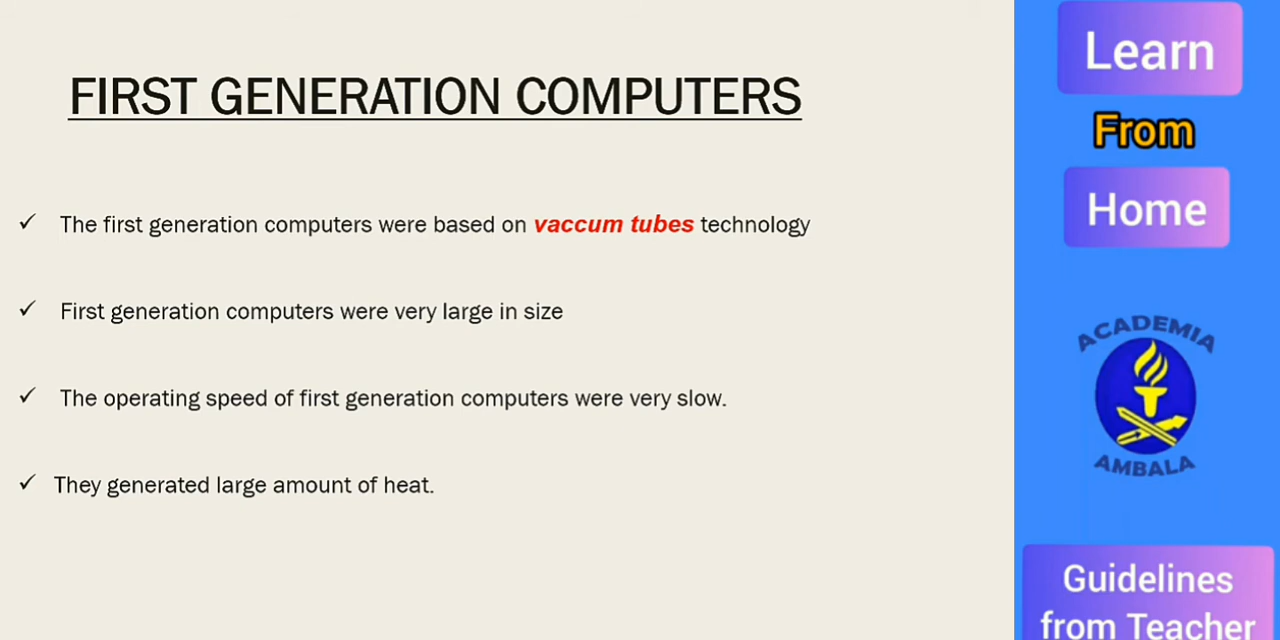 FIRST GENERATION COMPUTERS
✓ The first generation computers were based on vaccum tubes technology
✓ First generation computers were very large in size
✓ The operating speed of first generation computers were very slow.
✓ They generated large amount of heat.
Learn
From
Home
ACADEMIA
AMBALA
Guidelines
from Teacher